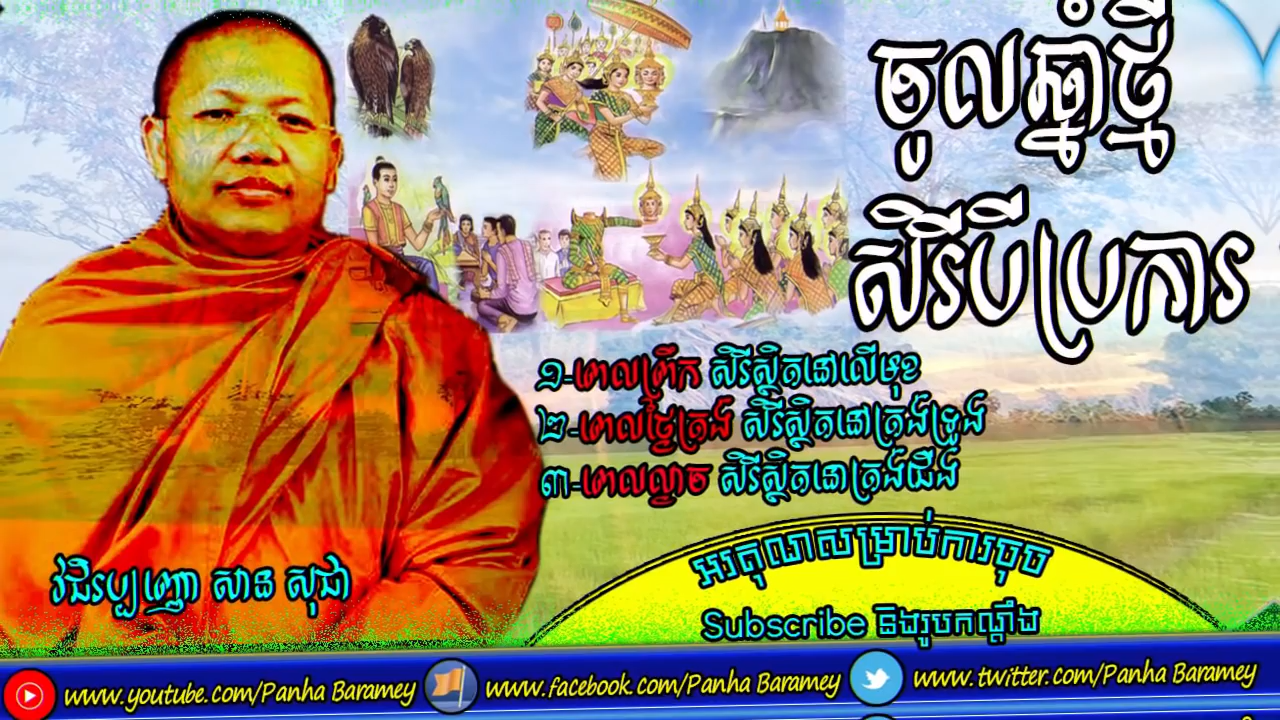 ចូលឆ្នាំថ្មី
សិរីបីប្រការ
១-ពេលព្រឹក សិរីស្ថិតនៅលើមុខ
២-ពេលថ្ងៃត្រង់ សិរីស្ថិតនៅត្រង់ទ្រូង
៣-ពេលល្ងាច សិរីស្ថិតនៅត្រង់ជើង
វជិរប្បញ្ញោ សាន សុជា
អរគុណសម្រាប់ការចុច
Subscribe និងរូបកណ្ដឹង
www.youtube.com/Panha Baramey
www.facebook.com/Panha Baramey
www.twitter.com/Panha Baramey